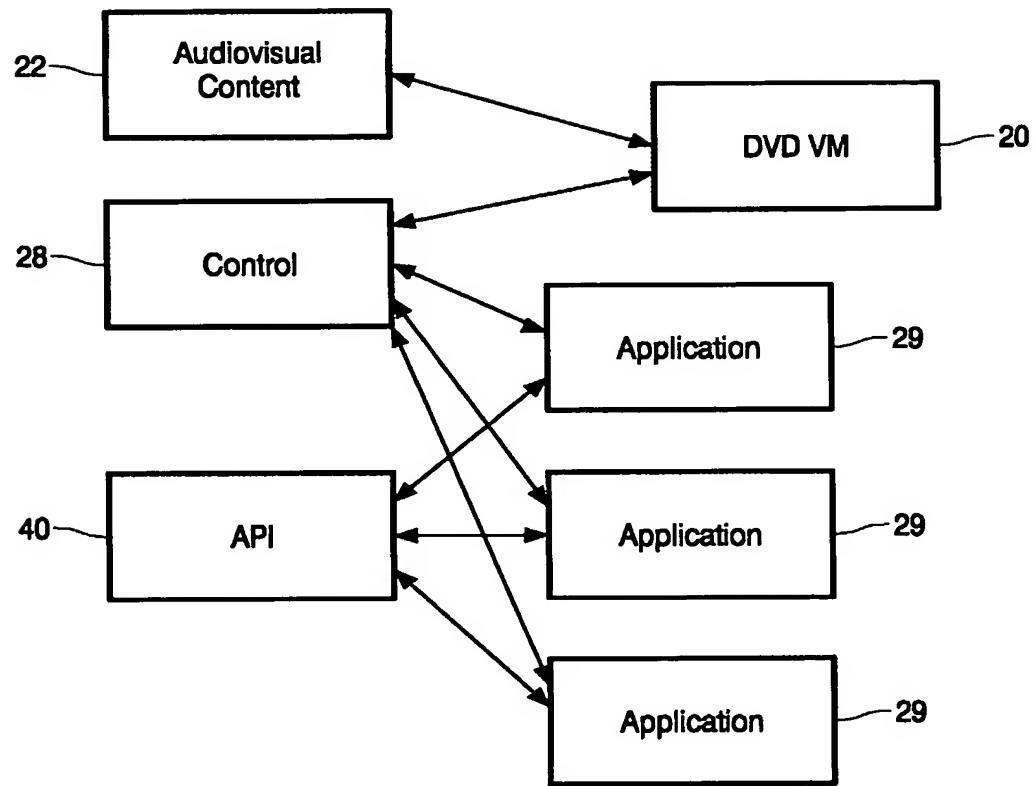 22
Audiovisual
Content
DVD VM
20
28
Control
Application
29
40
API
Application
29
Application
29